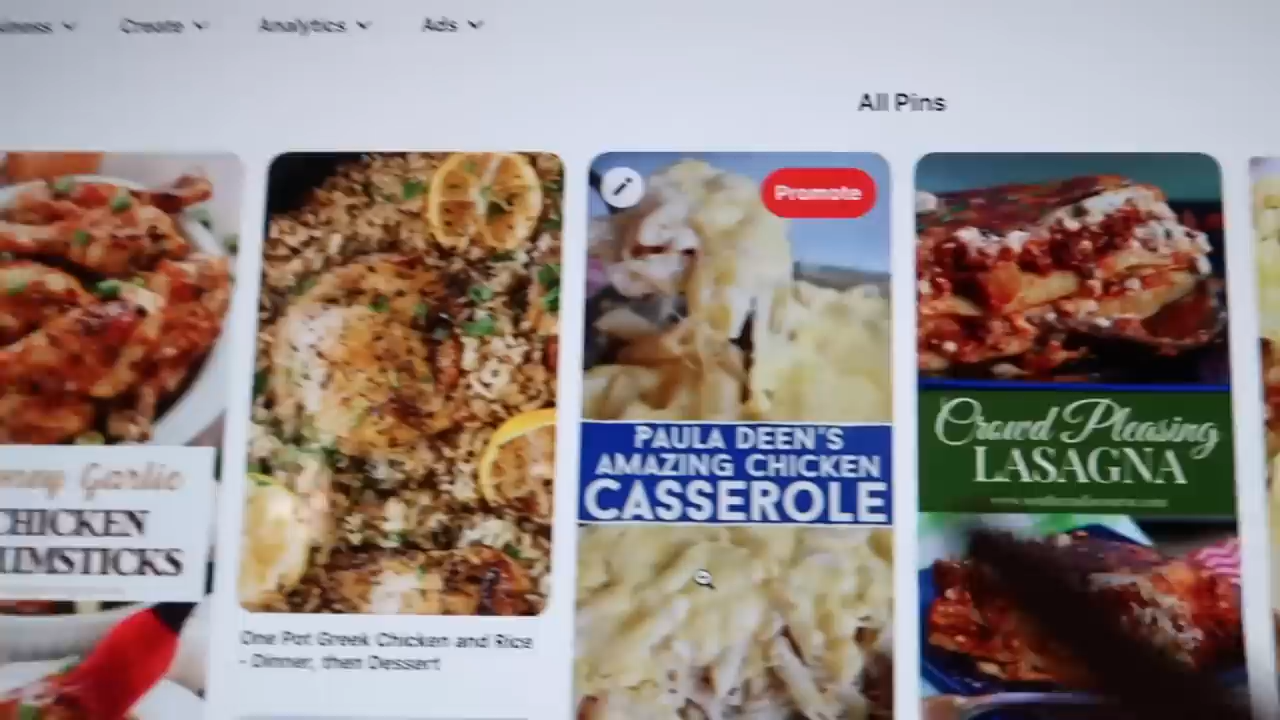 Create
Analytics
Ads
All Pins
Promote
Garlic
CHICKEN
PAULA DEEN'S
AMAZING CHICKEN
CASSEROLE
Crowd Pleasing
LASAGNA
One Pot Greek Chicken and Rice
- Dinner, then Dessert